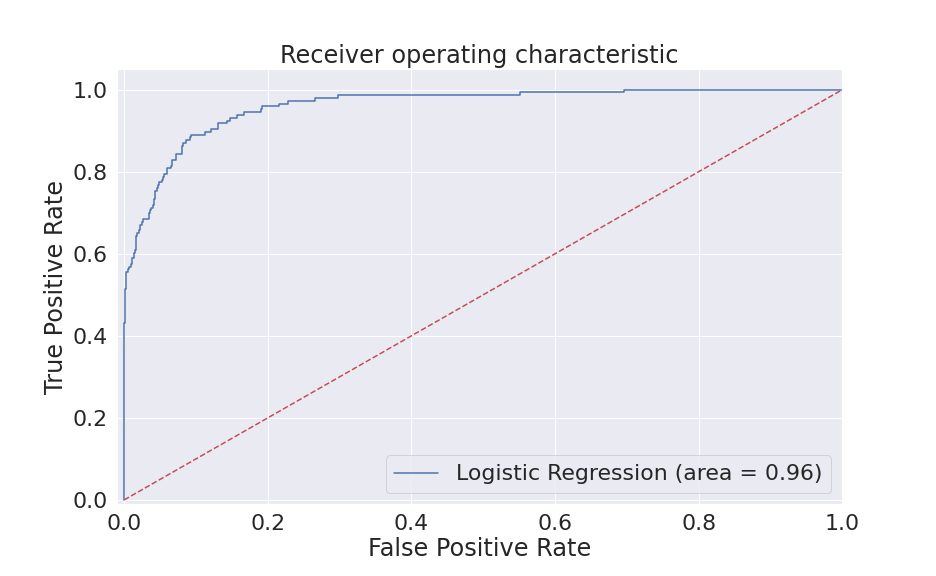 Receiver operating characteristic
1.0
0.8
0.6
0.4
0.2
0.0
True Positive Rate
Logistic Regression (area = 0.96)
0.0 0.2 0.4 0.6 0.8 1.0
False Positive Rate